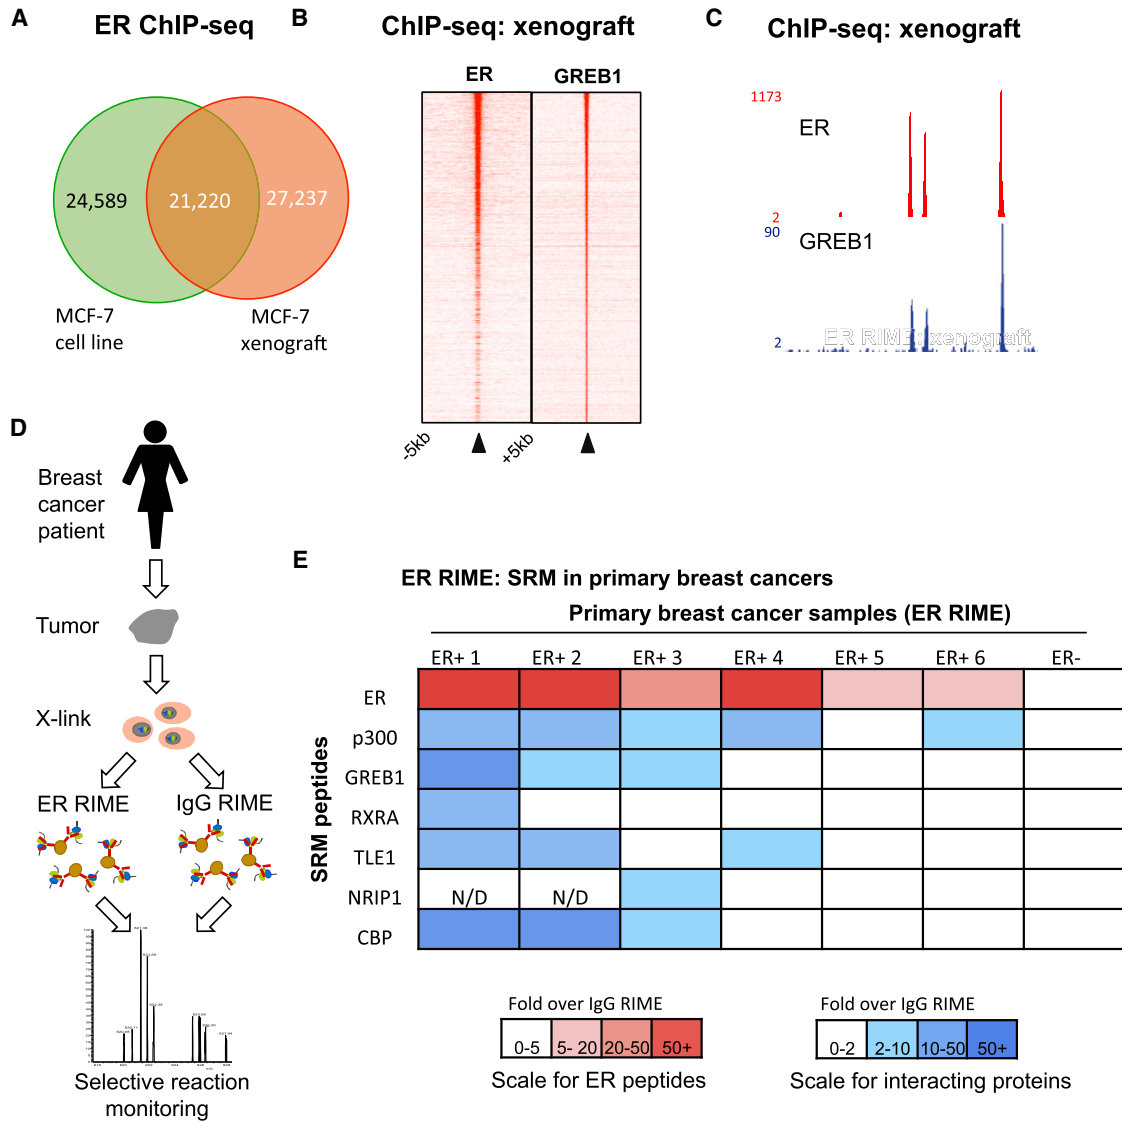 A
ER ChIP-seq
24,589
21,220
27,237
MCF-7
cell line
MCF-7
xenograft
B
ChIP-seq: xenograft
ER
GREB1
-5kb
+5kb
C
ChIP-seq: xenograft
1173
ER
2
90
GREB1
ER RIME: xenograft
2
D
Breast
cancer
patient
Tumor
X-link
ER RIME
IgG RIME
Selective reaction
monitoring
E
ER RIME: SRM in primary breast cancers
Primary breast cancer samples (ER RIME)
ER+ 1 ER+ 2 ER+ 3 ER+ 4 ER+ 5 ER+ 6 ER-
SRM peptides
ER
p300
GREB1
RXRA
TLE1
NRIP1 N/D N/D
CBP
Fold over IgG RIME
0-5 5- 20 20-50 50+
Scale for ER peptides
Fold over IgG RIME
0-2 2-10 10-50 50+
Scale for interacting proteins